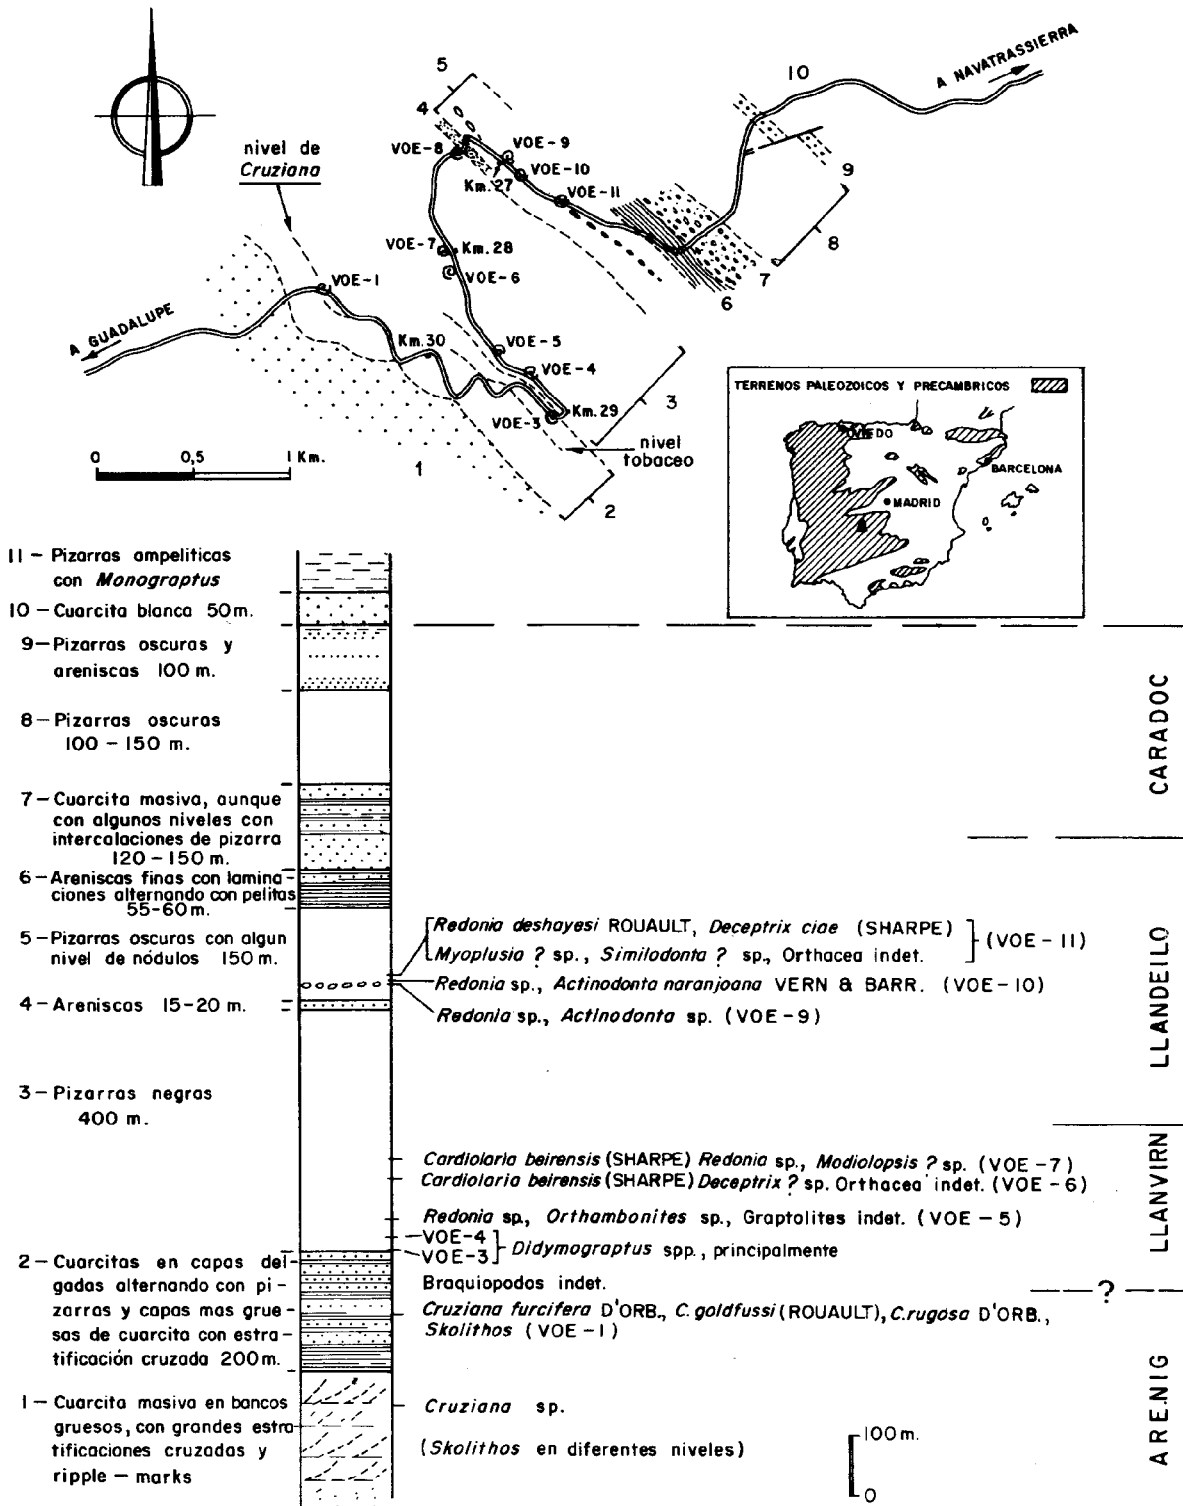 nivel de
Cruziana
5
4
VOE-8
VOE-9
VOE-10
Km.27
VOE-11
10
A NAVATRASSIERRA
9
8
7
6
VOE-7
Km.28
VOE-6
VOE-1
A GUADALUPE
Km.30
VOE-5
VOE-4
Km.29
VOE-3
3
nivel
tobaceo
2
1
0 0,5 1 Km.
TERRENOS PALEOZOICOS Y PRECAMBRICOS
OVIEDO
BARCELONA
MADRID
11 – Pizarras ampeliticas
con Monograptus
10 – Cuarcita blanca 50m.
9 – Pizarras oscuras y
areniscas 100 m.
8 – Pizarras oscuras
100 – 150 m.
7 – Cuarcita masiva, aunque
con algunos niveles con
intercalaciones de pizarra
120 – 150 m.
6 – Areniscas finas con lamina-
ciones alternando con pelitas
55-60m.
5 – Pizarras oscuras con algun
nivel de nódulos 150 m.
4 – Areniscas 15-20 m.
3 – Pizarras negras
400 m.
2 – Cuarcitas en capas del-
gadas alternando con pi-
zarras y capas mas grue-
sas de cuarcita con estra-
tificación cruzada 200m.
1 – Cuarcita masiva en bancos
gruesos, con grandes estra
tificaciones cruzadas y
ripple – marks
Redonia deshayesi ROUAULT, Deceptrix ciae (SHARPE)
Myoplusia ? sp., Similodonta ? sp., Orthacea indet.
(VOE-11)
Redonia sp., Actinodonta naranjoana VERN & BARR. (VOE-10)
Redonia sp., Actinodonta sp. (VOE-9)
Cardiolaria beirensis (SHARPE) Redonia sp., Modiolopsis ? sp. (VOE-7)
Cardiolaria beirensis (SHARPE) Deceptrix ? sp. Orthacea indet. (VOE-6)
Redonia sp., Orthambonites sp., Graptolites indet. (VOE-5)
VOE-4
VOE-3
Didymograptus spp., principalmente
Braquiopodos indet.
Cruziana furcifera D'ORB., C. goldfussi (ROUAULT), C. rugosa D'ORB.,
Skolithos (VOE-1)
Cruziana sp.
(Skolithos en diferentes niveles)
100 m.
0
CARADOC
LLANDEILO
LLANVIRN
?
ARENIG